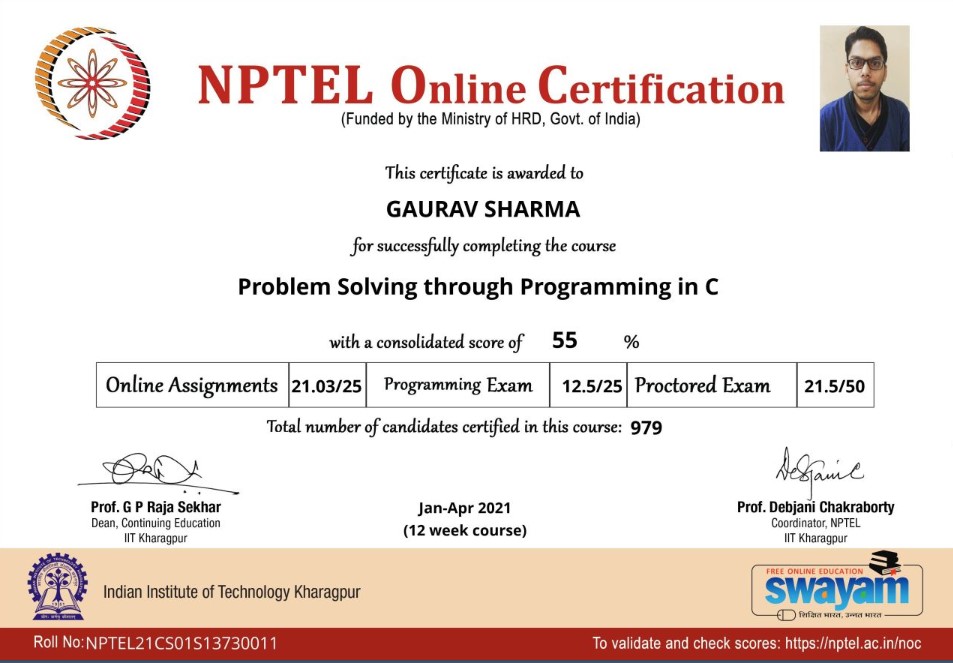 NPTEL Online Certification
(Funded by the Ministry of HRD, Govt. of India)
This certificate is awarded to
GAURAV SHARMA
for successfully completing the course
Problem Solving through Programming in C
with a consolidated score of 55 %
Online Assignments 21.03/25 Programming Exam 12.5/25 Proctored Exam 21.5/50
Total number of candidates certified in this course: 979
Prof. G P Raja Sekhar
Dean, Continuing Education
IIT Kharagpur
Jan-Apr 2021
(12 week course)
Prof. Debjani Chakraborty
Coordinator, NPTEL
IIT Kharagpur
Indian Institute of Technology Kharagpur
FREE ONLINE EDUCATION
swayam
शिक्षित भारत, उन्नत भारत
Roll No: NPTEL21CS01S13730011
To validate and check scores: https://nptel.ac.in/noc